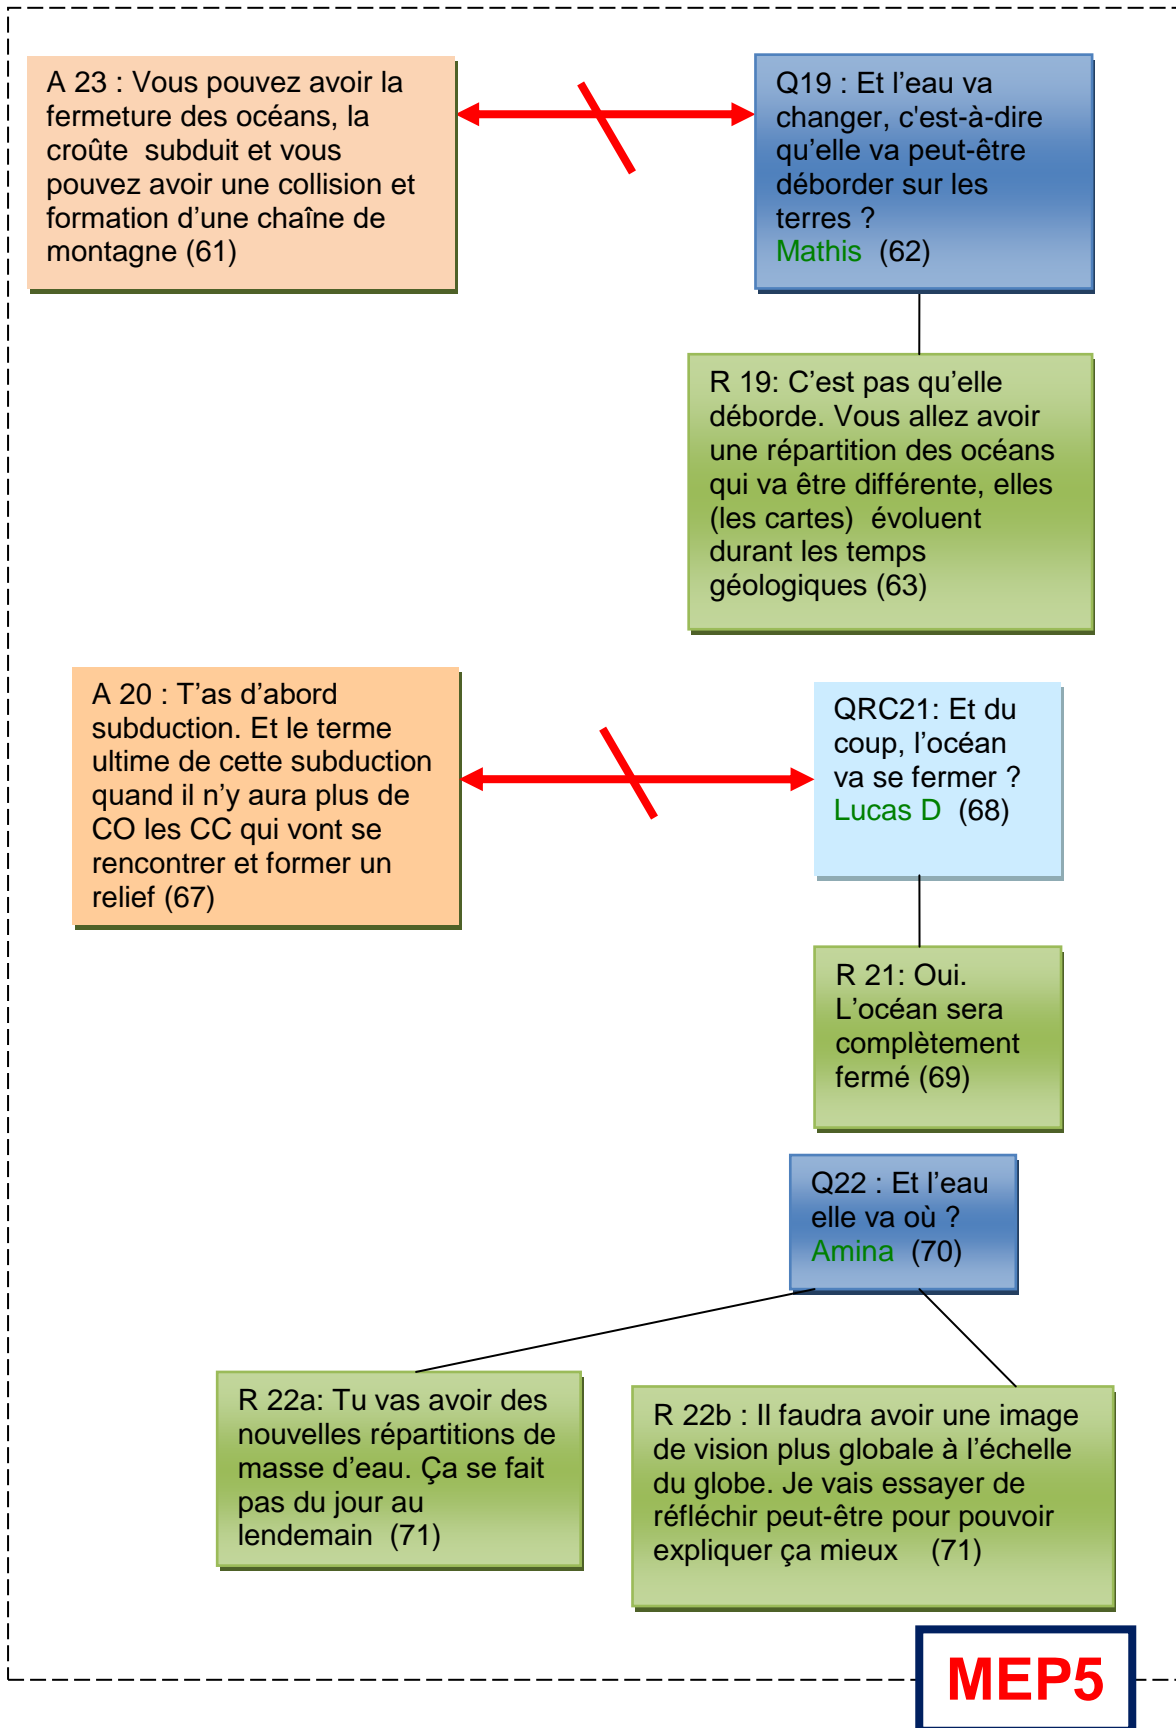 A 23 : Vous pouvez avoir la
fermeture des océans, la
croûte subduit et vous
pouvez avoir une collision et
formation d'une chaîne de
montagne (61)
Q19 : Et l'eau va
changer, c'est-à-dire
qu'elle va peut-être
déborder sur les
terres ?
Mathis (62)
R 19: C'est pas qu'elle
déborde. Vous allez avoir
une répartition des océans
qui va être différente, elles
(les cartes) évoluent
durant les temps
géologiques (63)
A 20 : T'as d'abord
subduction. Et le terme
ultime de cette subduction
quand il n'y aura plus de
CO les CC qui vont se
rencontrer et former un
relief (67)
QRC21: Et du
coup, l'océan
va se fermer ?
Lucas D (68)
R 21: Oui.
L'océan sera
complètement
fermé (69)
Q22 : Et l'eau
elle va où ?
Amina (70)
R 22a: Tu vas avoir des
nouvelles répartitions de
masse d'eau. Ça se fait
pas du jour au
lendemain (71)
R 22b : Il faudra avoir une image
de vision plus globale à l'échelle
du globe. Je vais essayer de
réfléchir peut-être pour pouvoir
expliquer ça mieux (71)
MEP5